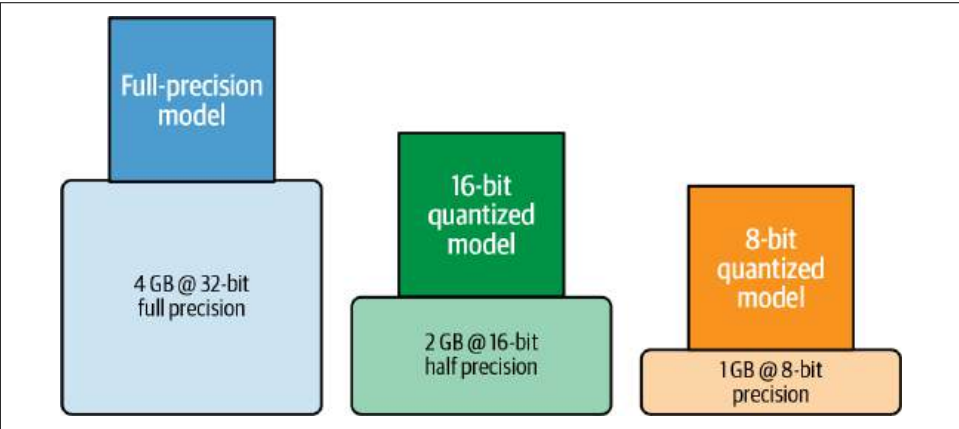 Full-precision
model
4 GB @ 32-bit
full precision
16-bit
quantized
model
2 GB @ 16-bit
half precision
8-bit
quantized
model
1 GB @ 8-bit
precision